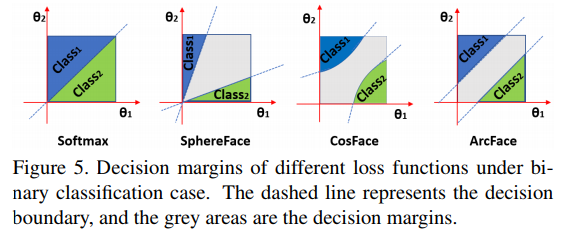 θ₂ θ₂ θ₂ θ₂
Class₁ Class₁ Class₁ Class₁
Class₂ Class₂ Class₂ Class₂
θ₁ θ₁ θ₁ θ₁
Softmax SphereFace CosFace ArcFace
Figure 5. Decision margins of different loss functions under bi-
nary classification case. The dashed line represents the decision
boundary, and the grey areas are the decision margins.